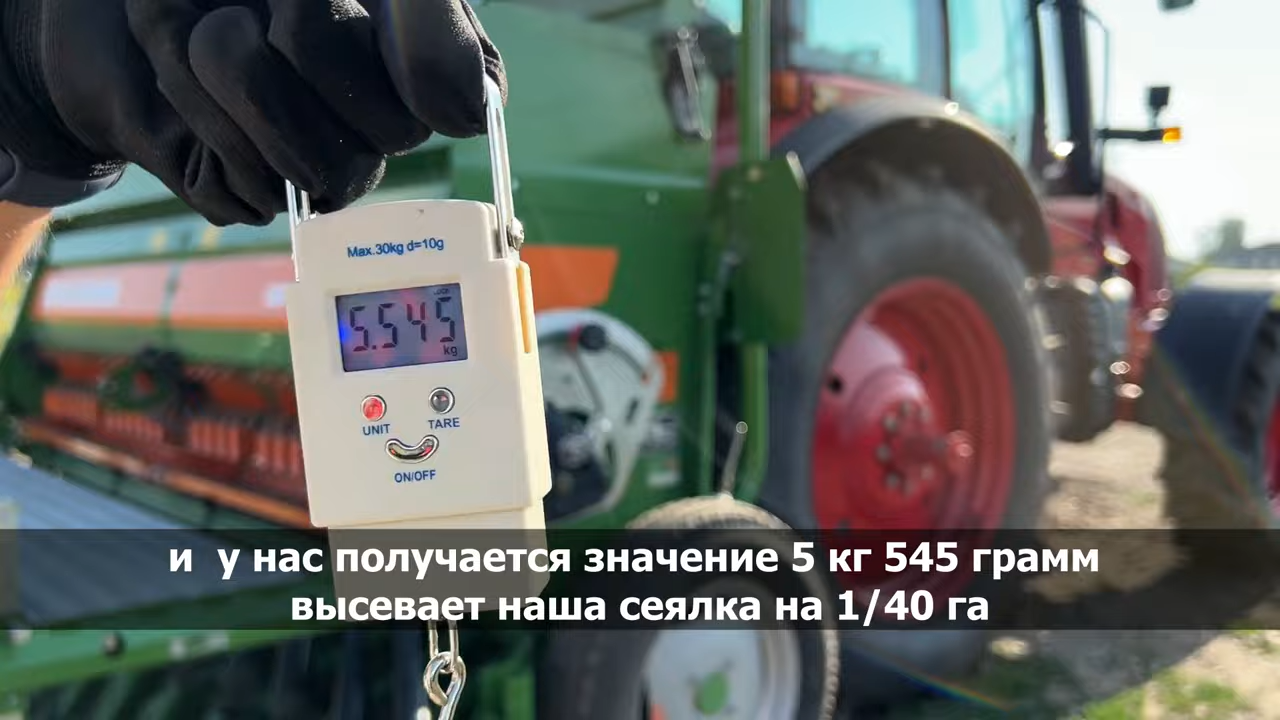 Max.30kg d=10g
LOCK
5.545
kg
UNIT
TARE
ON/OFF
и у нас получается значение 5 кг 545 грамм
высевает наша сеялка на 1/40 га